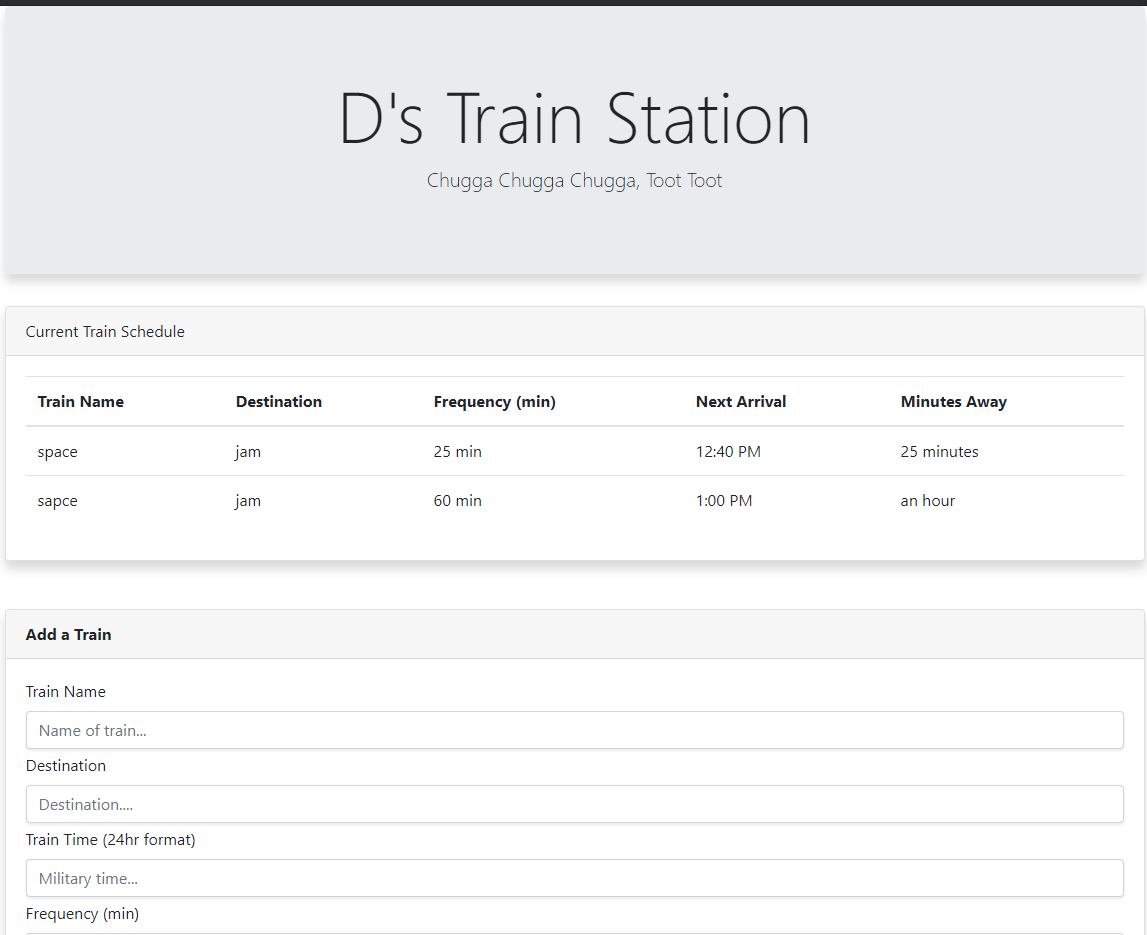 D's Train Station
Chugga Chugga Chugga, Toot Toot
Current Train Schedule
Train Name Destination Frequency (min) Next Arrival Minutes Away
space jam 25 min 12:40 PM 25 minutes
sapce jam 60 min 1:00 PM an hour
Add a Train
Train Name
Name of train...
Destination
Destination....
Train Time (24hr format)
Military time...
Frequency (min)